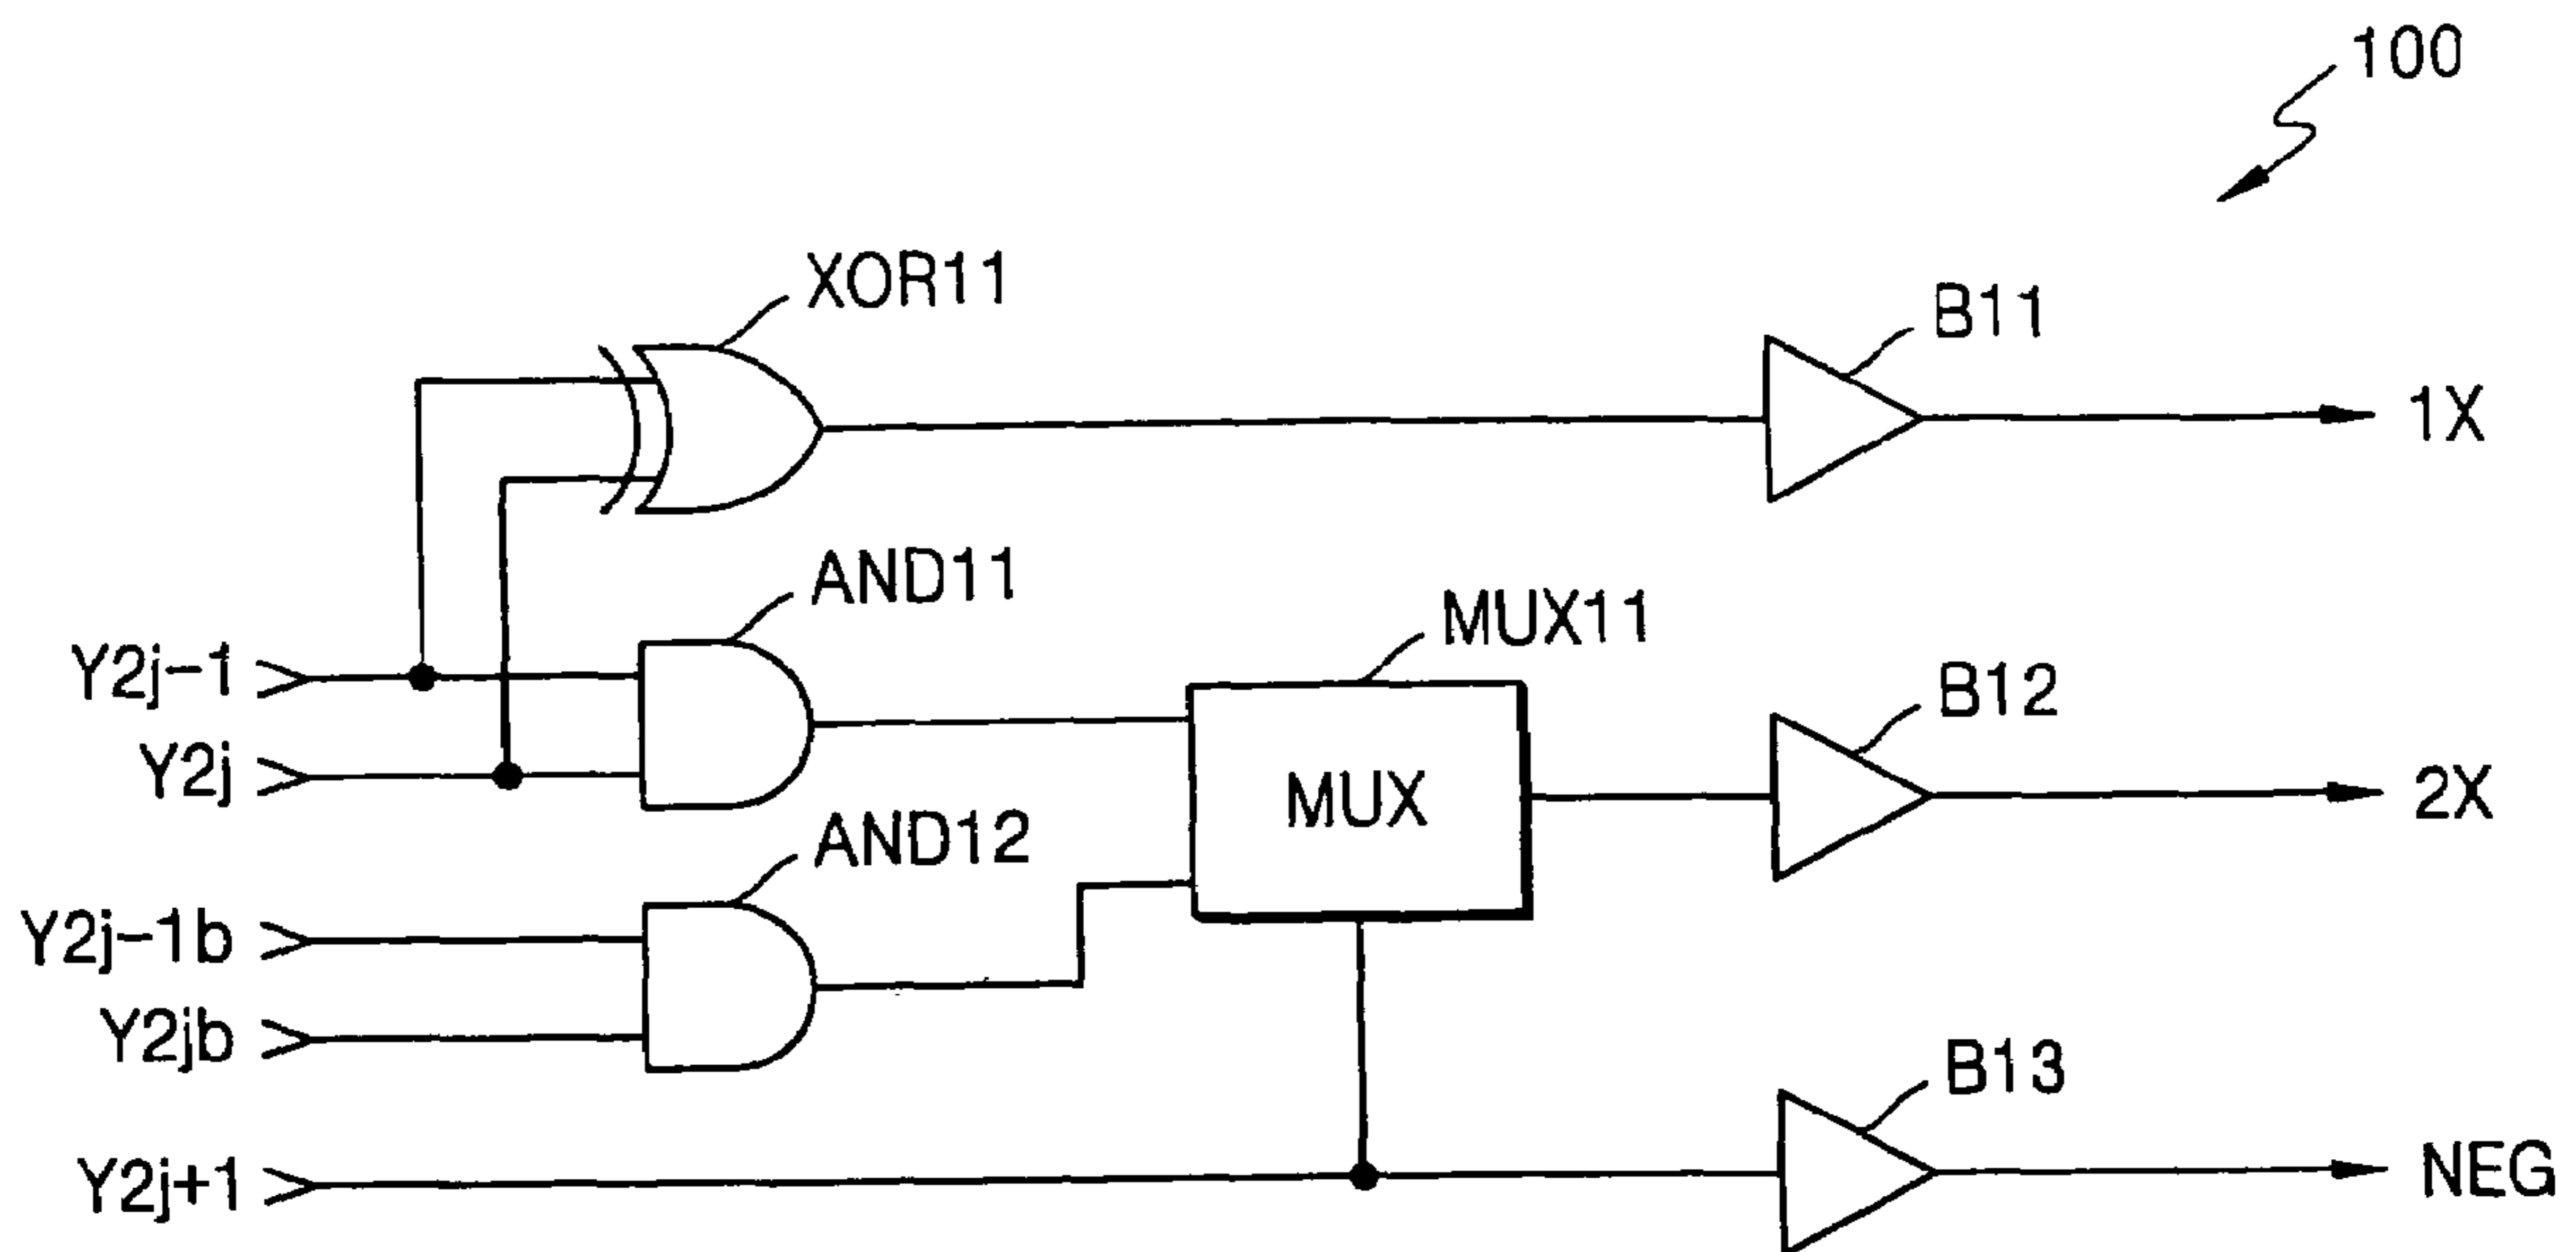 100
XOR11
B11
1X
AND11
MUX11
Y2j-1
B12
Y2j
MUX
2X
AND12
Y2j-1b
Y2jb
B13
Y2j+1
NEG